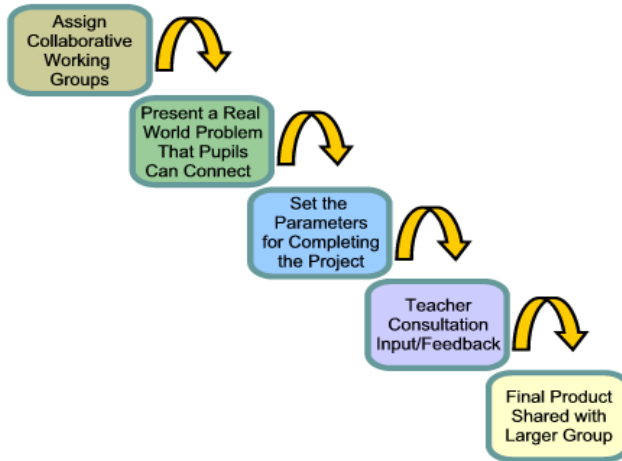 Assign
Collaborative
Working
Groups
Present a Real
World Problem
That Pupils
Can Connect
Set the
Parameters
for Completing
the Project
Teacher
Consultation
Input/Feedback
Final Product
Shared with
Larger Group